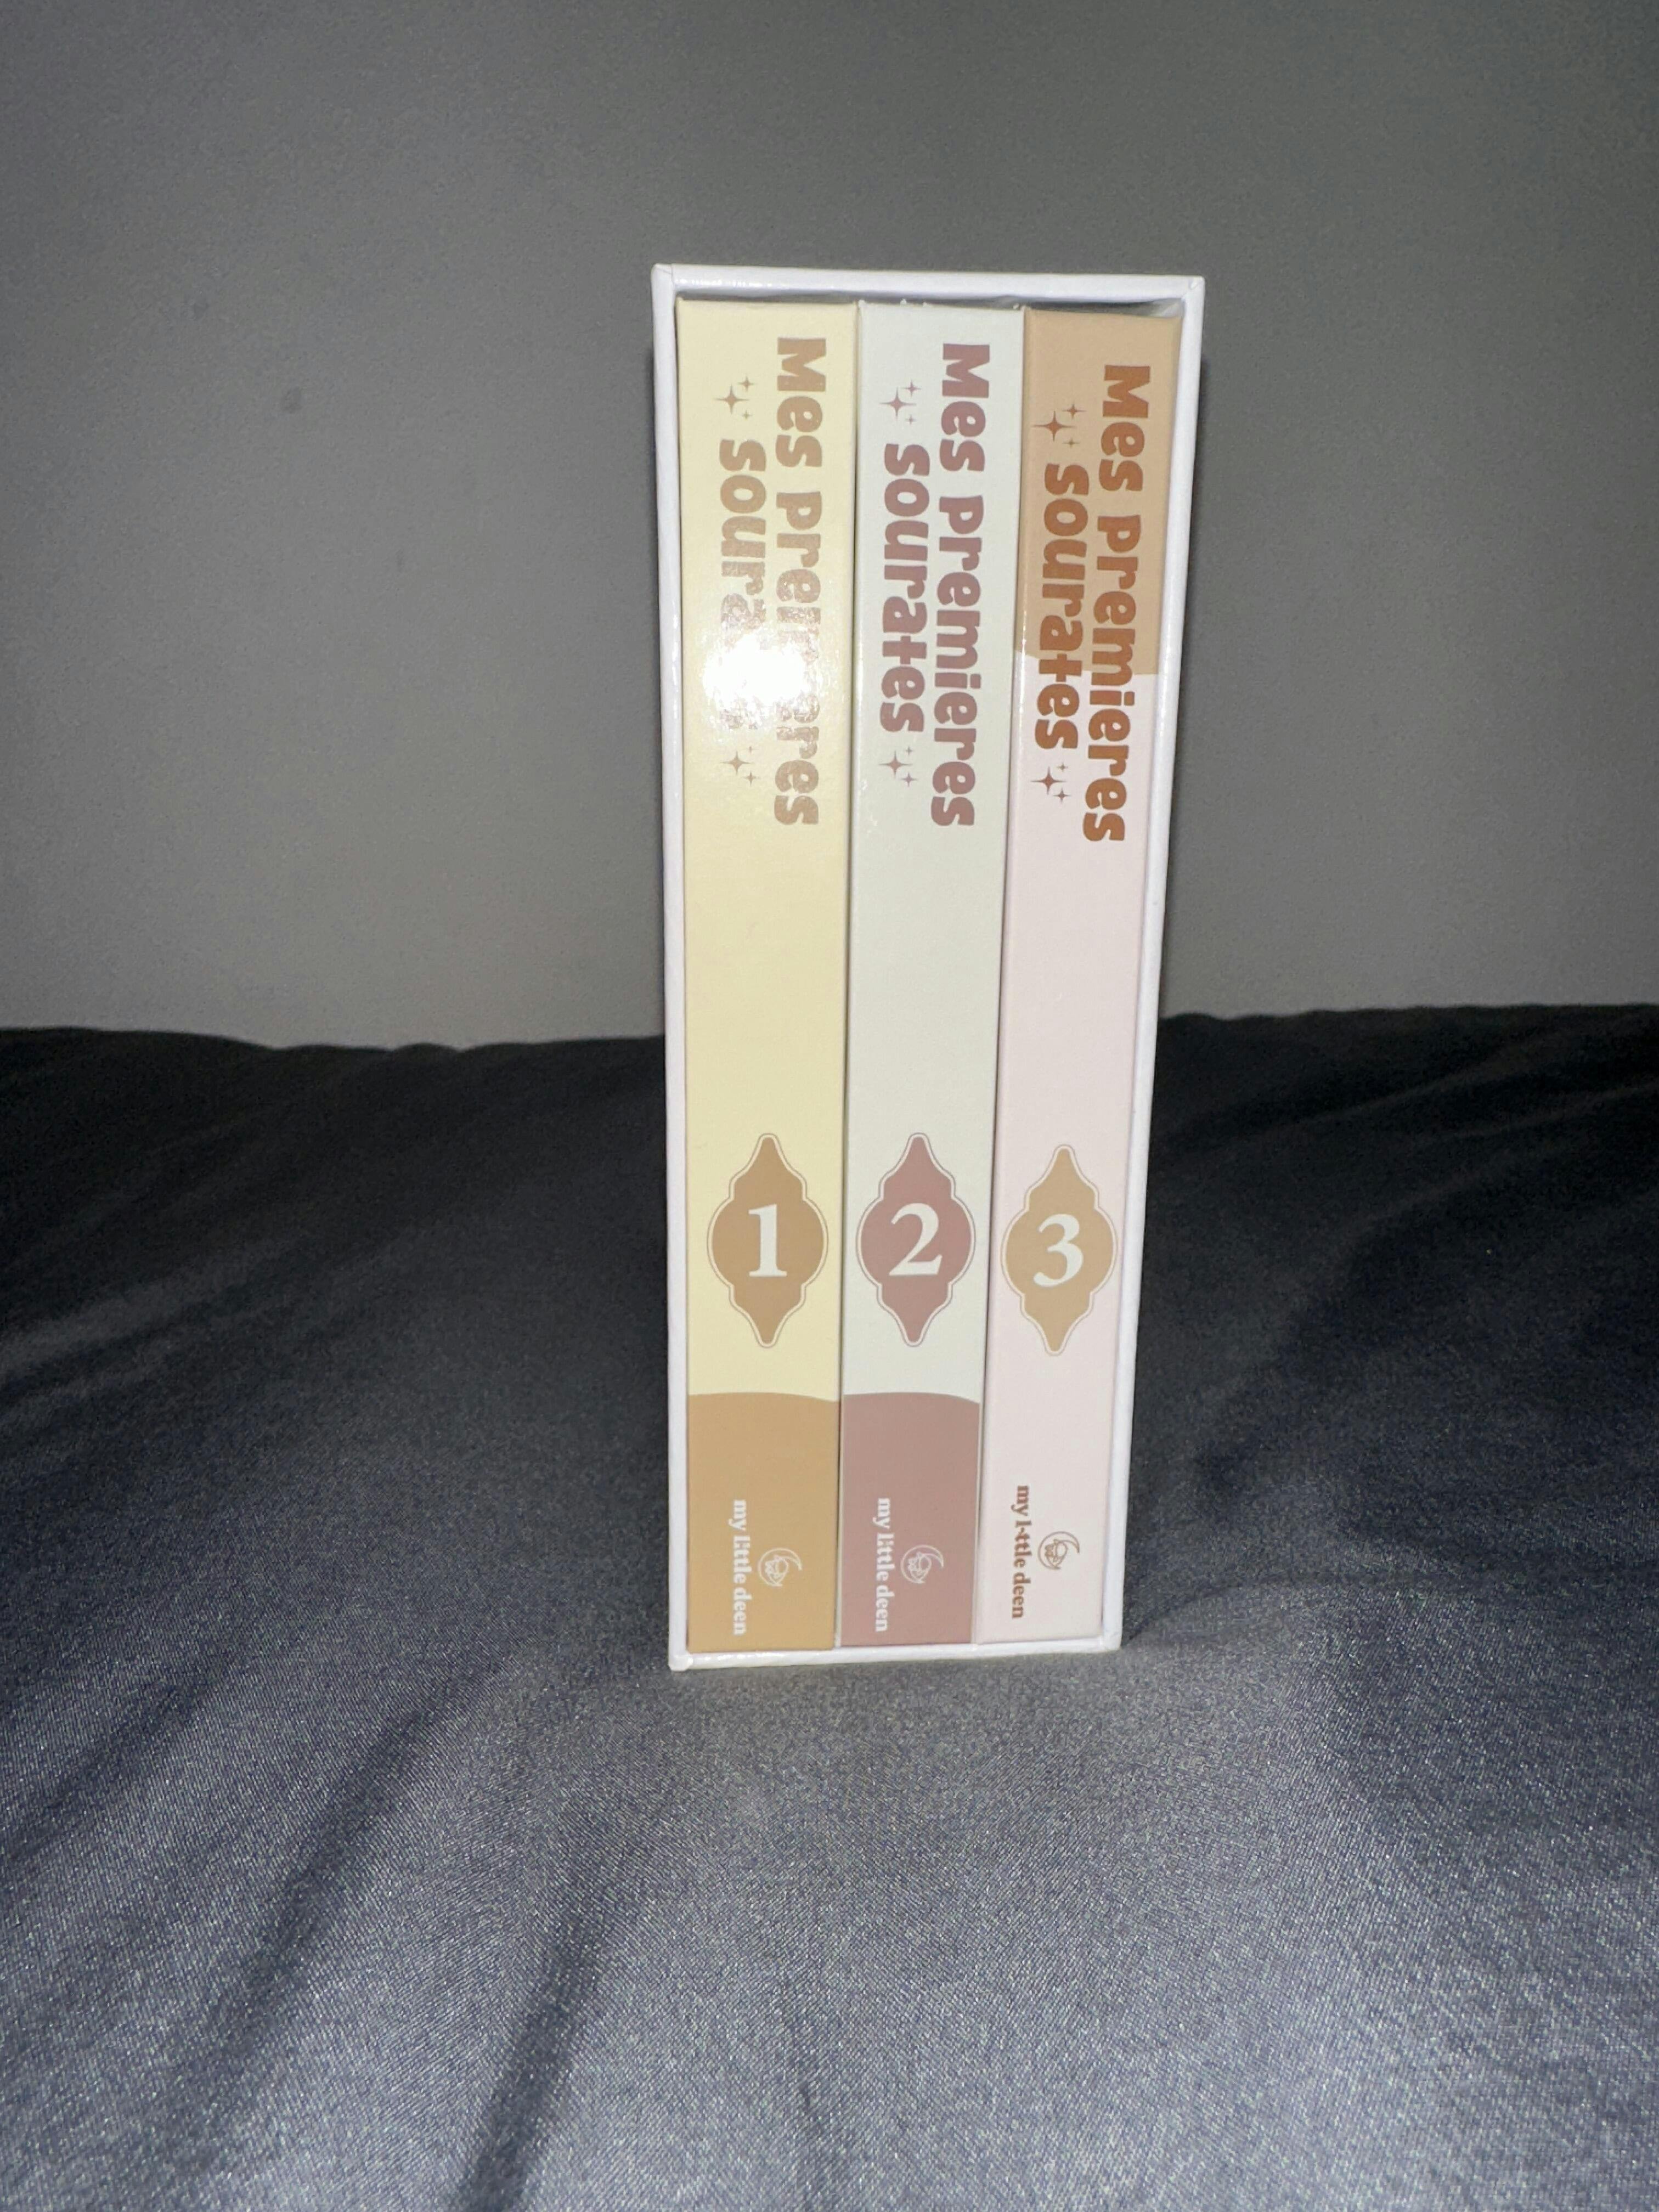 Mes premieres
sourates
1
my little deen
Mes premieres
sourates
2
my little deen
Mes premieres
sourates
3
my little deen